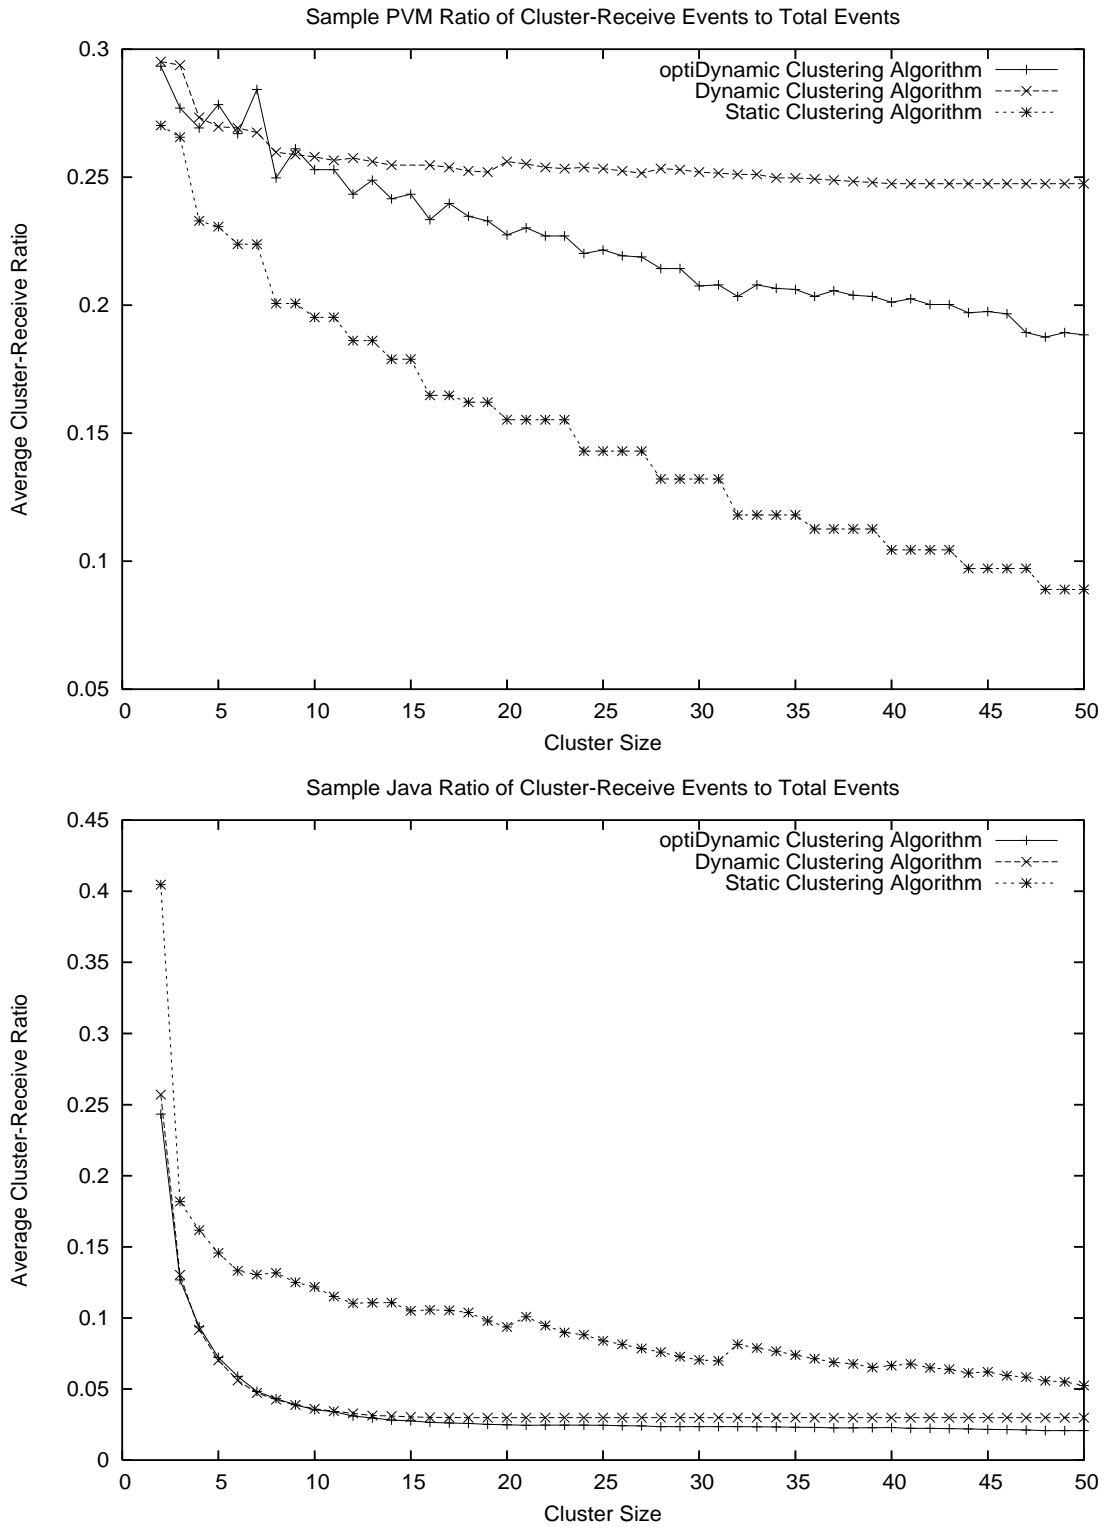 Sample PVM Ratio of Cluster-Receive Events to Total Events
0.3
0.25
0.2
0.15
0.1
0.05
Average Cluster-Receive Ratio
optiDynamic Clustering Algorithm
Dynamic Clustering Algorithm
Static Clustering Algorithm
0 5 10 15 20 25 30 35 40 45 50
Cluster Size
Sample Java Ratio of Cluster-Receive Events to Total Events
0.45
0.4
0.35
0.3
0.25
0.2
0.15
0.1
0.05
0
Average Cluster-Receive Ratio
optiDynamic Clustering Algorithm
Dynamic Clustering Algorithm
Static Clustering Algorithm
0 5 10 15 20 25 30 35 40 45 50
Cluster Size